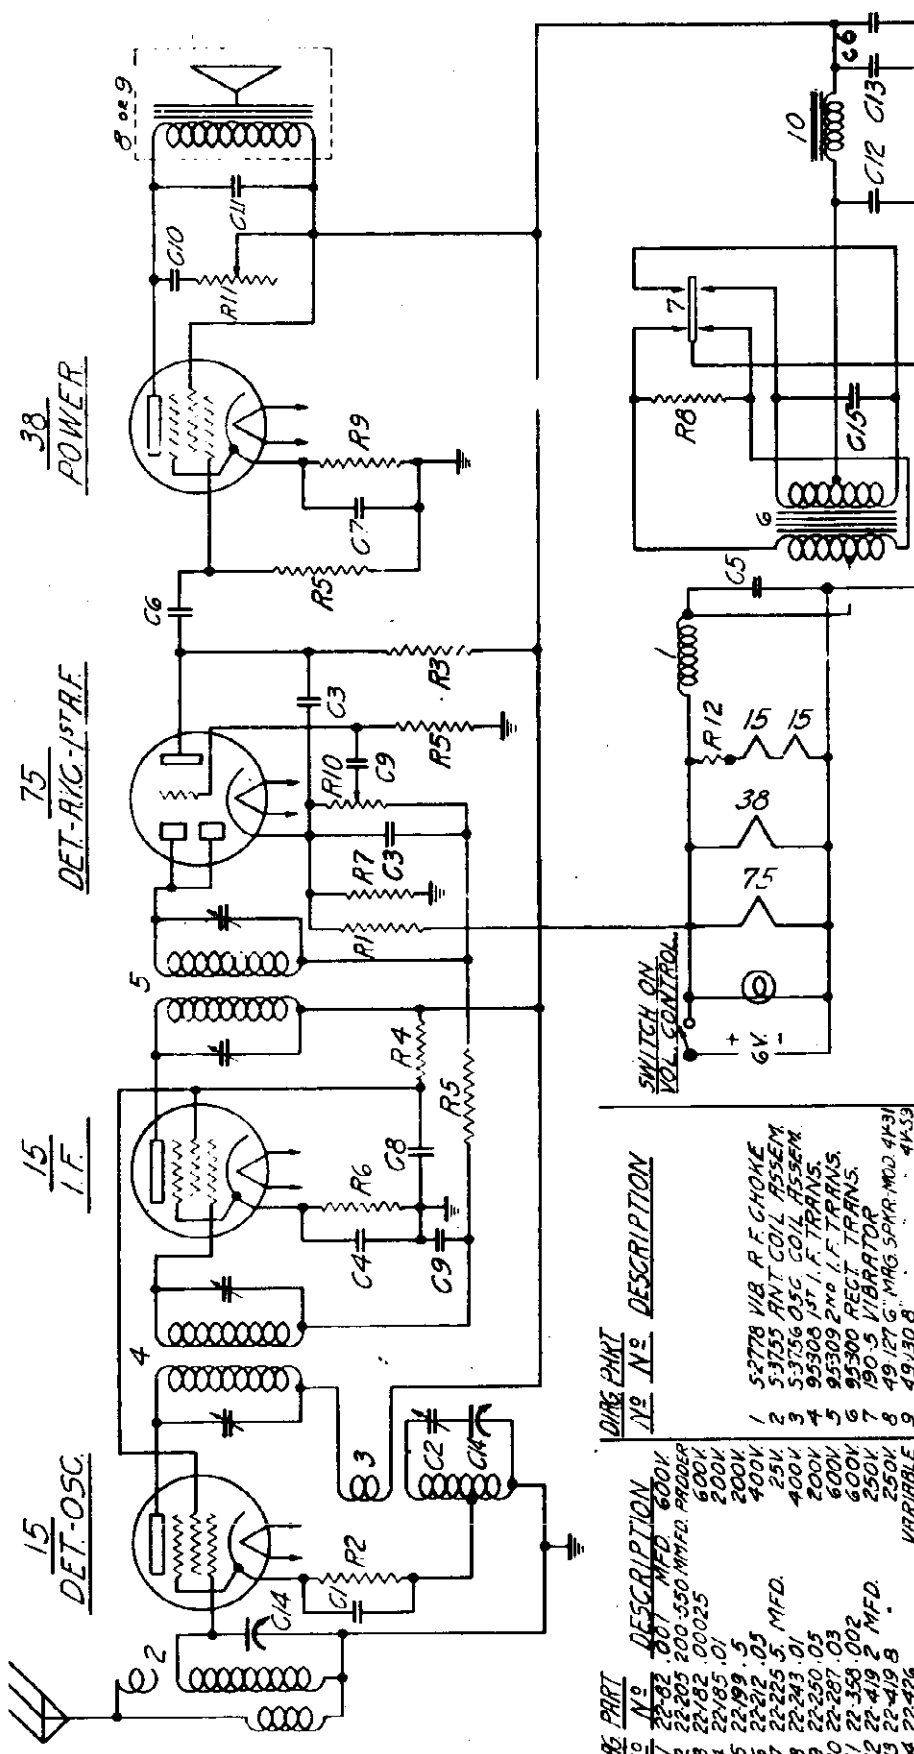 15
DET.-OSC.
15
I.F.
75
DET.-A.V.C.-1ST A.F.
38
POWER
8 OR 9
2
C14
C1
R2
3
C2
C14
4
C4
R6
C8
C9
R4
R5
5
R1
R7
C3
R10
C9
R5
C3
R3
C6
R5
C7
R9
C10
R11
C11
SWITCH ON
VOL. CONTROL
+
6V.
-
75
38
R12
15 15
1
C5
6
R8
C15
7
10
C12
C13
C6
PART
Nº DESCRIPTION
22-82 .001 MFD. 600V.
22-205 200-550 MMFD. PADDER
22-182 .00025 600V.
22-185 .01 200V.
22-199 .5 200V.
22-212 .05 400V.
22-225 5. MFD. 25V.
22-243 .01 400V.
22-250 .05 200V.
22-287 .03 600V.
22-358 .002 600V.
22-419 2 MFD. 250V.
22-419 8 " 250V.
22-426 VARIABLE
DIAG. PART
Nº Nº DESCRIPTION
1 S-2778 VIB. R.F. CHOKE
2 S-3755 ANT COIL ASSEM.
3 S-3756 OSC. COIL ASSEM.
4 95308 1ST I.F. TRANS.
5 95309 2ND I.F. TRANS.
6 95300 RECT. TRANS.
7 190-5 VIBRATOR
8 49-127 6" MAG. SPKR. MOD. 4V31
9 49-130 8" " " 4V59